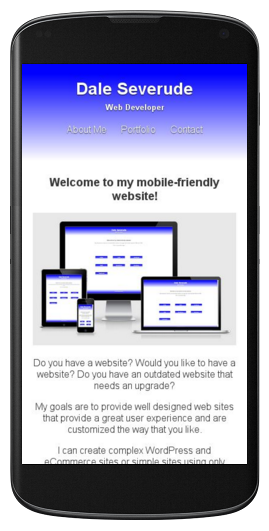 Dale Severude
Web Developer
About Me Portfolio Contact
Welcome to my mobile-friendly
website!
Do you have a website? Would you like to have a
website? Do you have an outdated website that
needs an upgrade?
My goals are to provide well designed web sites
that provide a great user experience and are
customized the way that you like.
I can create complex WordPress and
eCommerce sites or simple sites using only